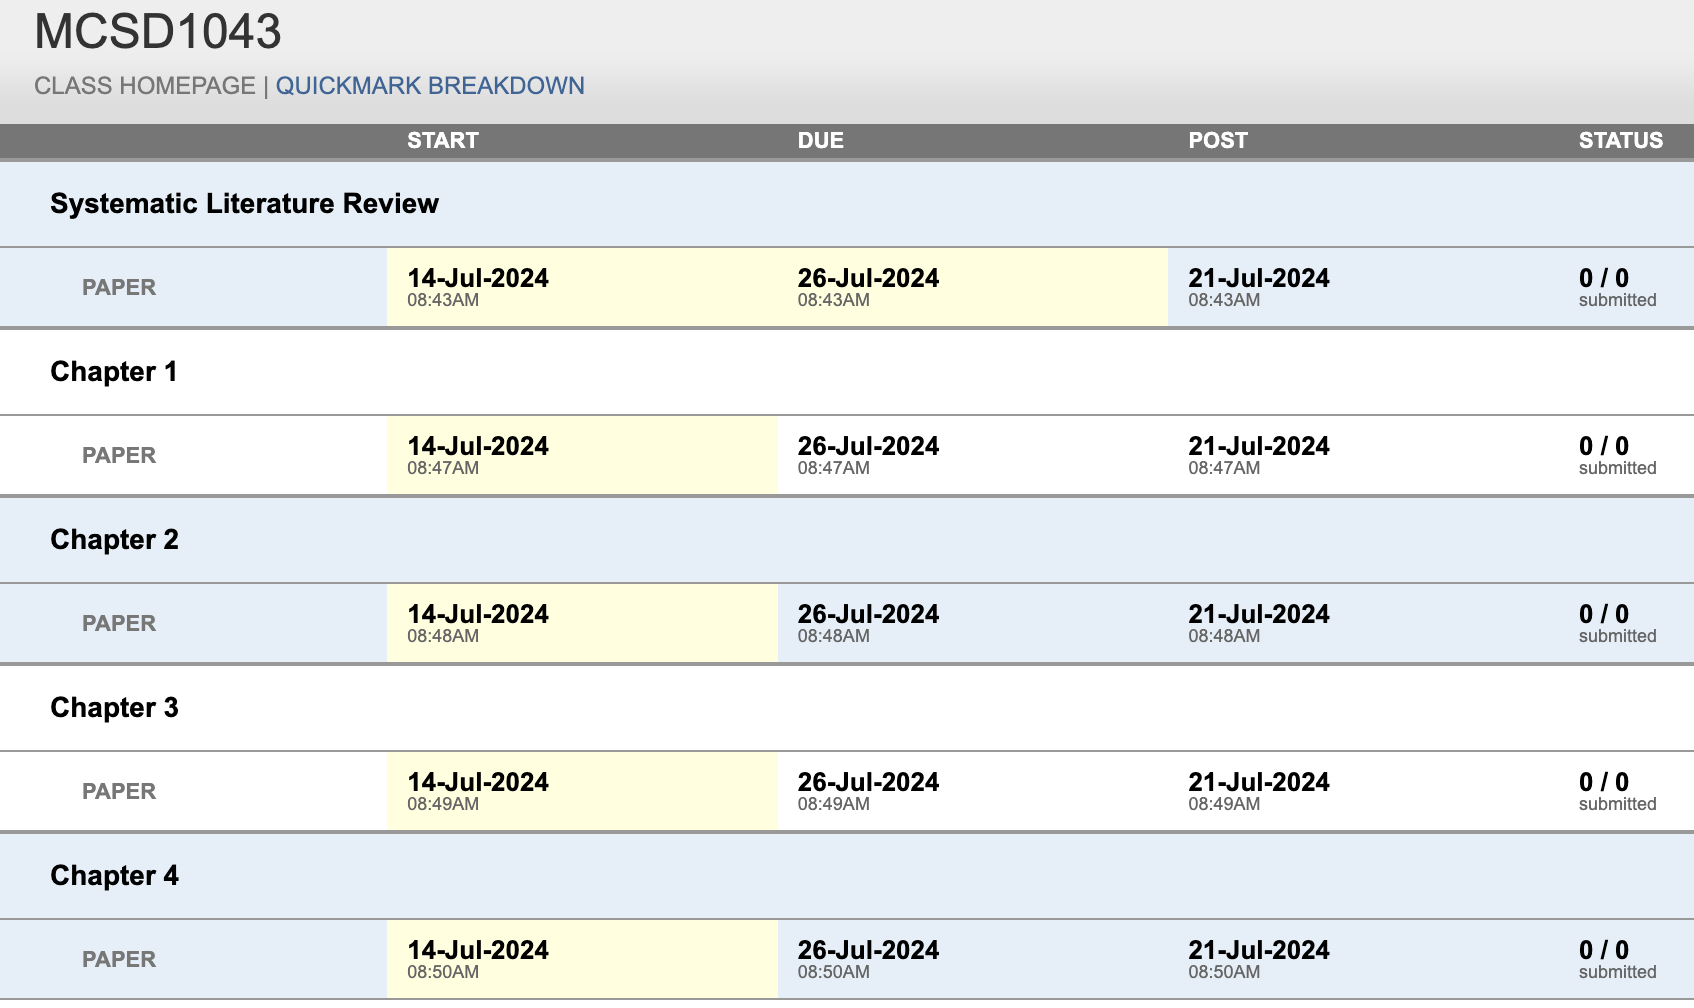 MCSD1043
CLASS HOMEPAGE | QUICKMARK BREAKDOWN
START DUE POST STATUS
Systematic Literature Review
PAPER 14-Jul-2024 26-Jul-2024 21-Jul-2024 0 / 0
08:43AM 08:43AM 08:43AM submitted
Chapter 1
PAPER 14-Jul-2024 26-Jul-2024 21-Jul-2024 0 / 0
08:47AM 08:47AM 08:47AM submitted
Chapter 2
PAPER 14-Jul-2024 26-Jul-2024 21-Jul-2024 0 / 0
08:48AM 08:48AM 08:48AM submitted
Chapter 3
PAPER 14-Jul-2024 26-Jul-2024 21-Jul-2024 0 / 0
08:49AM 08:49AM 08:49AM submitted
Chapter 4
PAPER 14-Jul-2024 26-Jul-2024 21-Jul-2024 0 / 0
08:50AM 08:50AM 08:50AM submitted